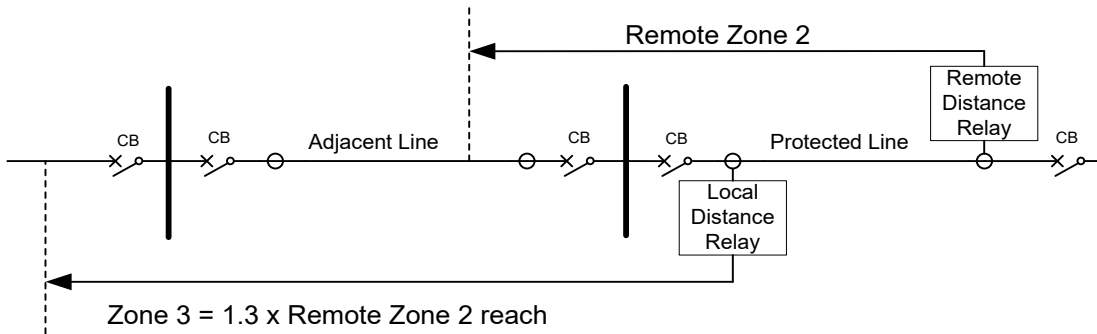 Remote Zone 2
Remote
Distance
Relay
CB
CB
Adjacent Line
CB
CB
Protected Line
CB
Local
Distance
Relay
Zone 3 = 1.3 x Remote Zone 2 reach